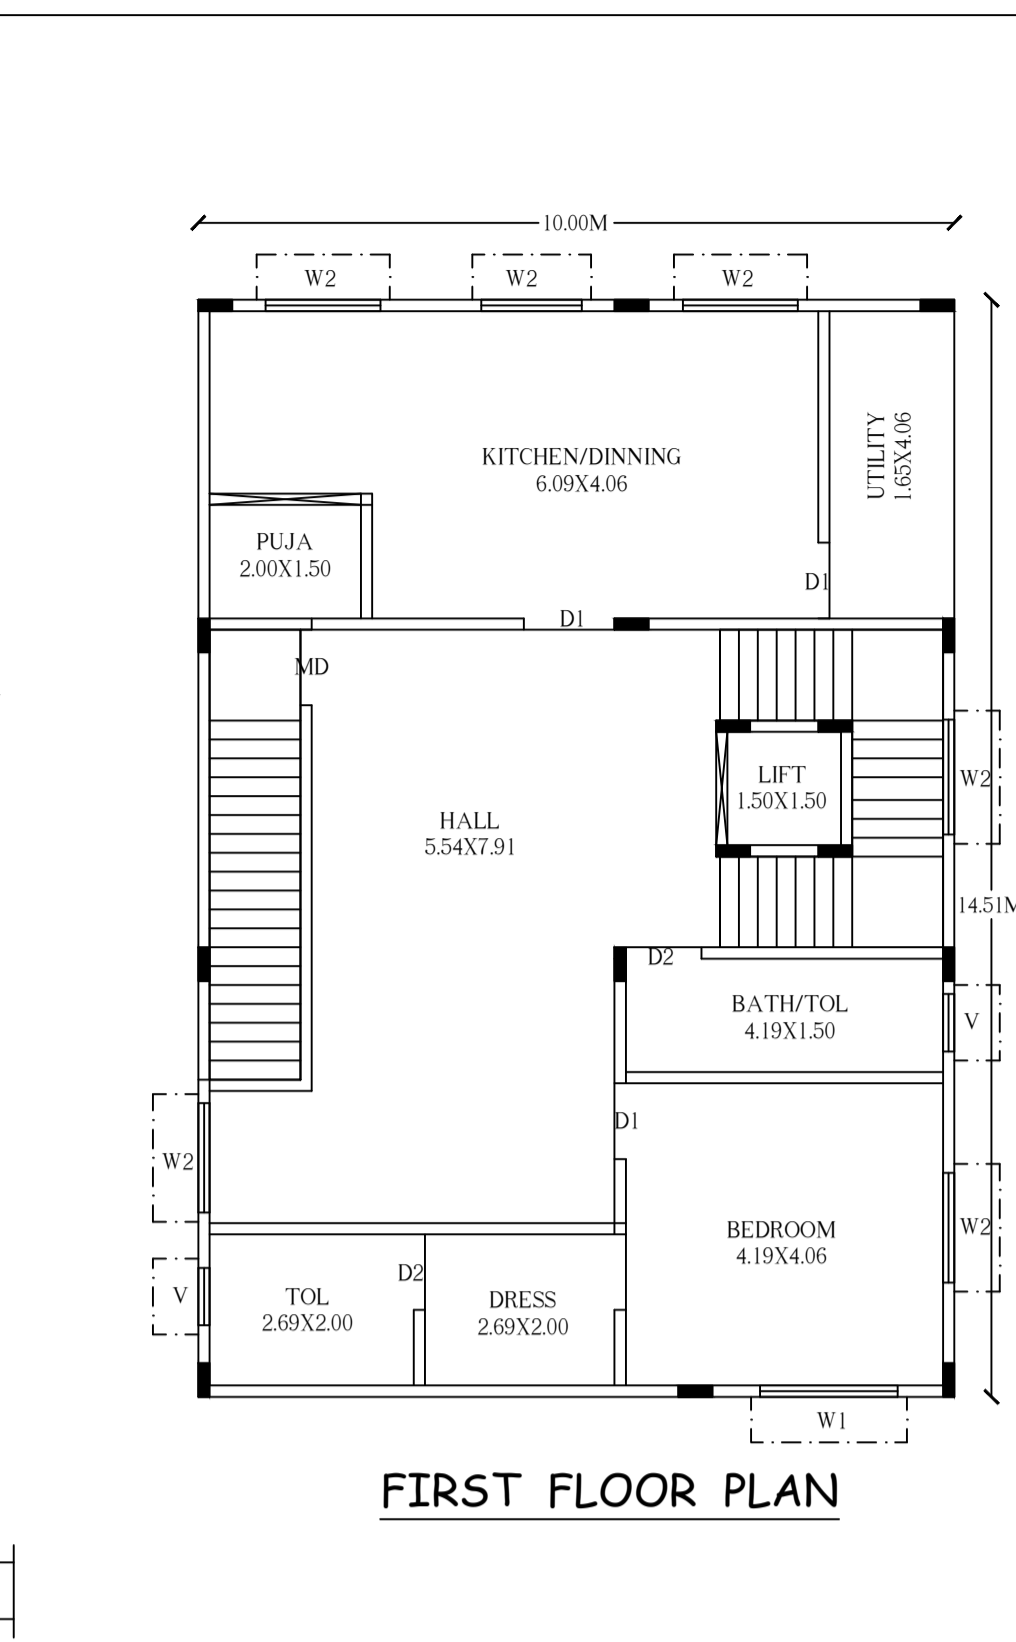 10.00M
W2
W2
W2
KITCHEN/DINNING
6.09X4.06
UTILITY
1.65X4.06
PUJA
2.00X1.50
D1
D1
MD
LIFT
1.50X1.50
W2
HALL
5.54X7.91
14.51M
D2
BATH/TOL
4.19X1.50
V
D1
W2
BEDROOM
4.19X4.06
W2
D2
V
TOL
2.69X2.00
DRESS
2.69X2.00
W1
FIRST FLOOR PLAN